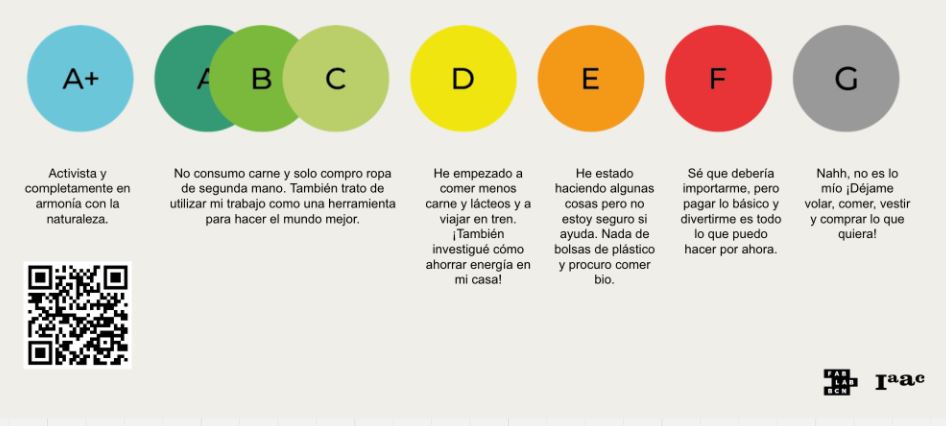 A+
A
B
C
D
E
F
G
Activista y
completamente en
armonía con la
naturaleza.
No consumo carne y solo compro ropa
de segunda mano. También trato de
utilizar mi trabajo como una herramienta
para hacer el mundo mejor.
He empezado a
comer menos
carne y lácteos y a
viajar en tren.
¡También
investigué cómo
ahorrar energía en
mi casa!
He estado
haciendo algunas
cosas pero no
estoy seguro si
ayuda. Nada de
bolsas de plástico
y procuro comer
bio.
Sé que debería
importarme, pero
pagar lo básico y
divertirme es todo
lo que puedo
hacer por ahora.
Nahh, no es lo
mío ¡Déjame
volar, comer, vestir
y comprar lo que
quiera!
FAB
LAB
BCN
Iaac